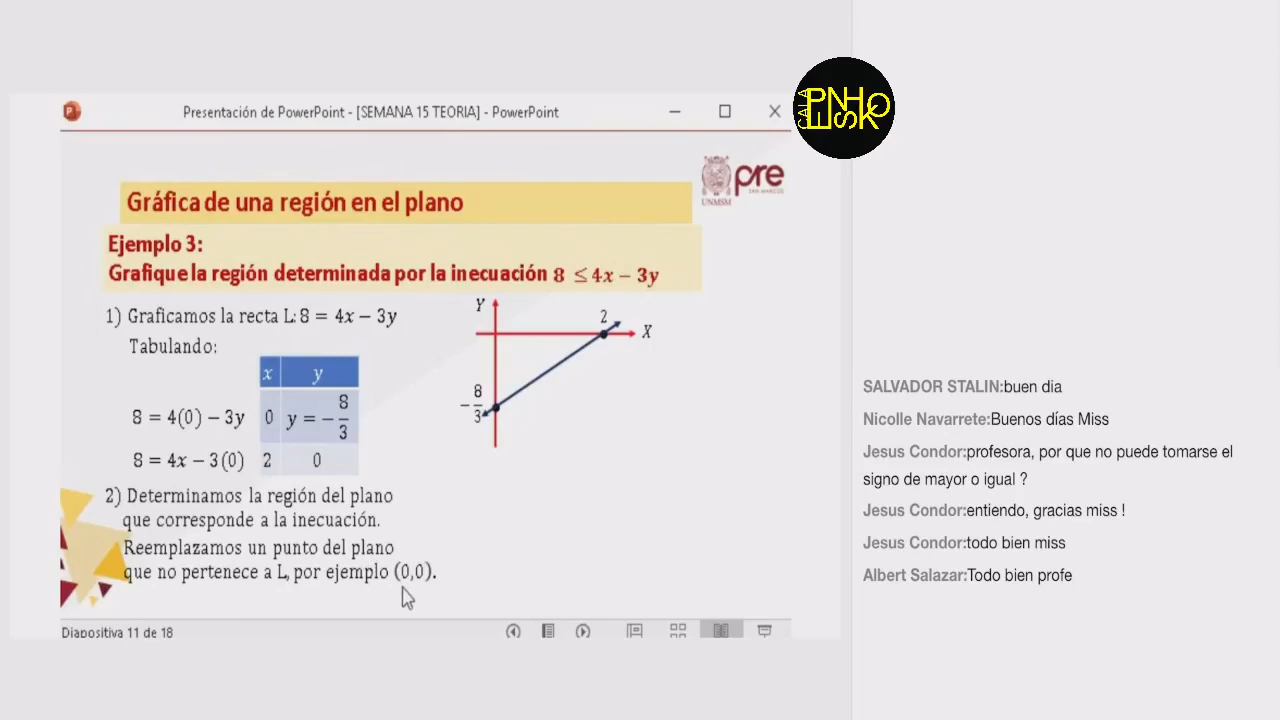 Presentación de PowerPoint - [SEMANA 15 TEORIA] - PowerPoint
CALA
PNHO
ESK
pre
SAN MARCOS
UNMSM
Gráfica de una región en el plano
Ejemplo 3:
Grafique la región determinada por la inecuación 8 ≤ 4x − 3y
1) Graficamos la recta L: 8 = 4x − 3y
Tabulando:
x y
8 = 4(0) − 3y 0 y = −8/3
8 = 4x − 3(0) 2 0
Y
2
X
−8/3
2) Determinamos la región del plano
que corresponde a la inecuación.
Reemplazamos un punto del plano
que no pertenece a L, por ejemplo (0,0).
Diapositiva 11 de 18
SALVADOR STALIN:buen dia
Nicolle Navarrete:Buenos días Miss
Jesus Condor:profesora, por que no puede tomarse el
signo de mayor o igual ?
Jesus Condor:entiendo, gracias miss !
Jesus Condor:todo bien miss
Albert Salazar:Todo bien profe